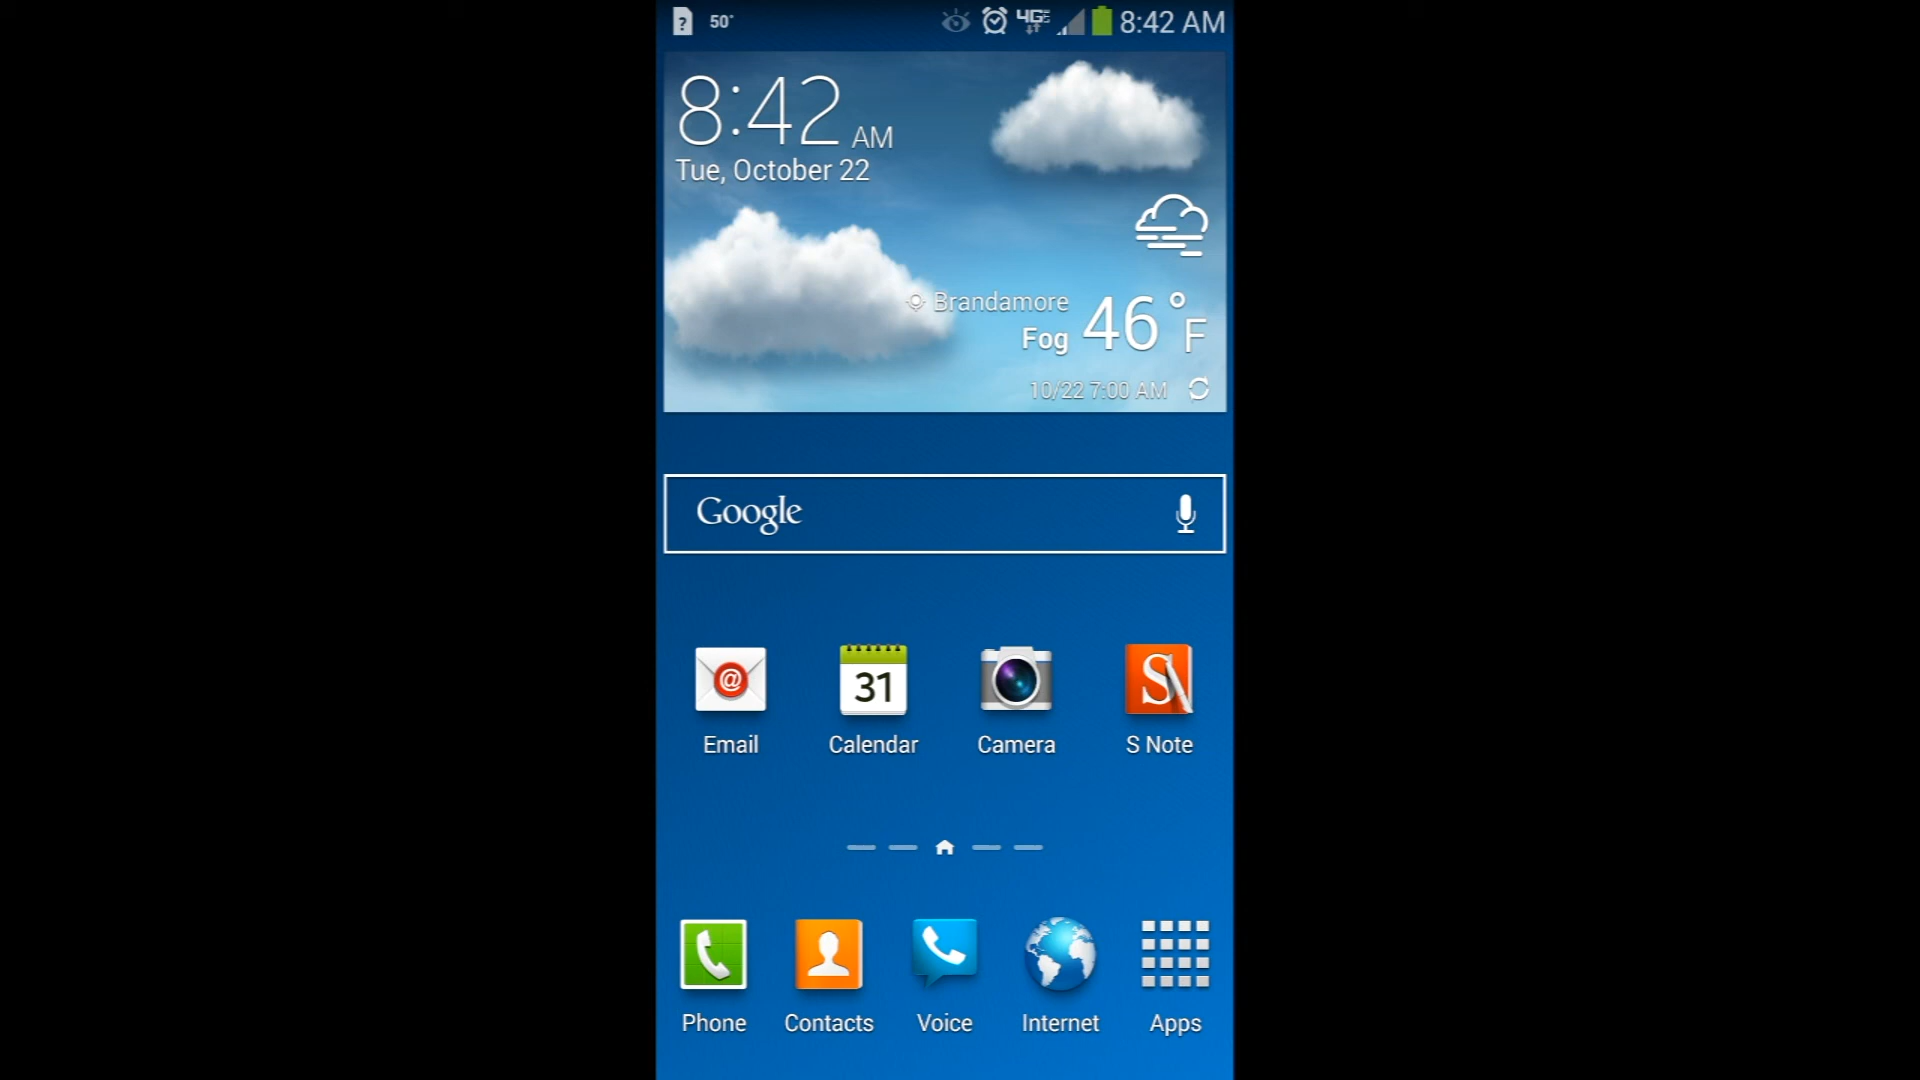 ? 50° 4G LTE 8:42 AM
8:42 AM
Tue, October 22
Brandamore
Fog 46°F
10/22 7:00 AM
Google
@ 31 S
Email Calendar Camera S Note
Phone Contacts Voice Internet Apps